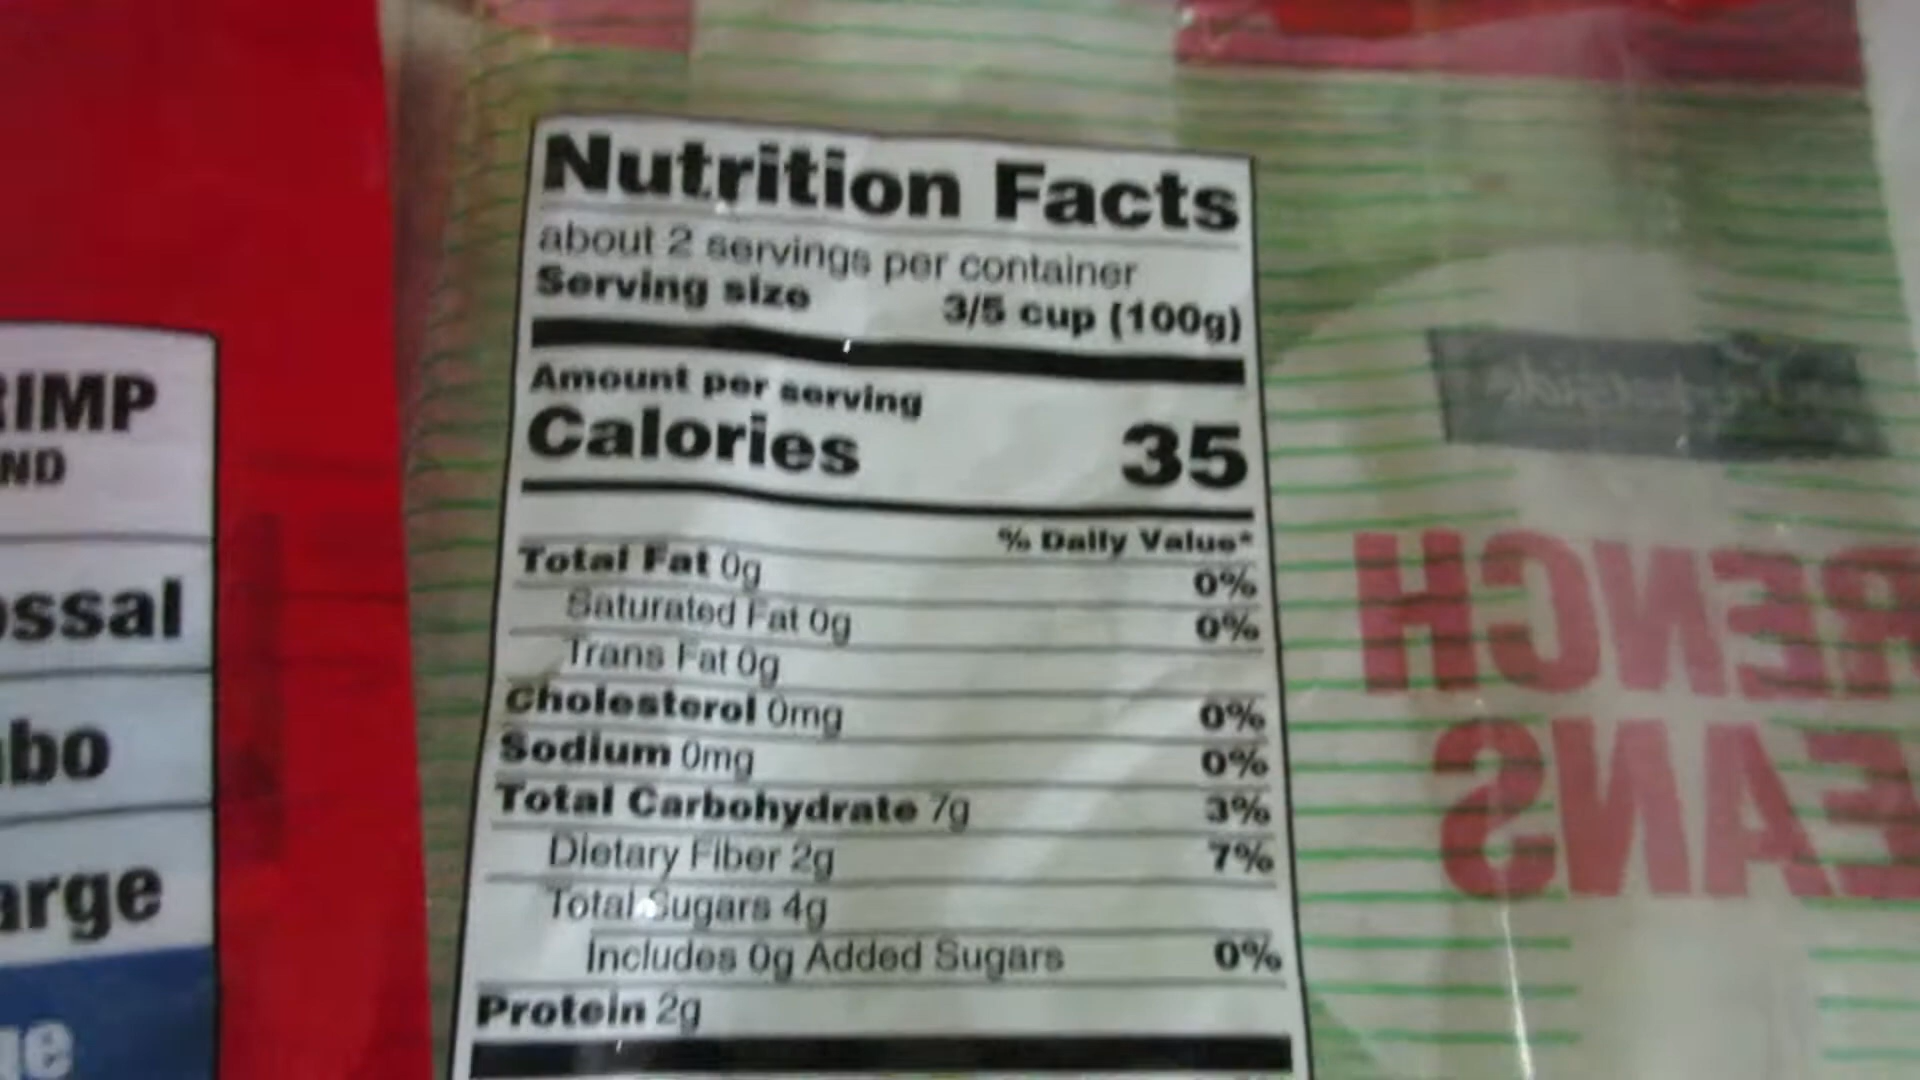 RIMP
ND
ossal
bo
arge
ge
Nutrition Facts
about 2 servings per container
Serving size 3/5 cup (100g)
Amount per serving
Calories 35
% Daily Value*
Total Fat 0g 0%
Saturated Fat 0g 0%
Trans Fat 0g
Cholesterol 0mg 0%
Sodium 0mg 0%
Total Carbohydrate 7g 3%
Dietary Fiber 2g 7%
Total Sugars 4g
Includes 0g Added Sugars 0%
Protein 2g
RENCH
EANS